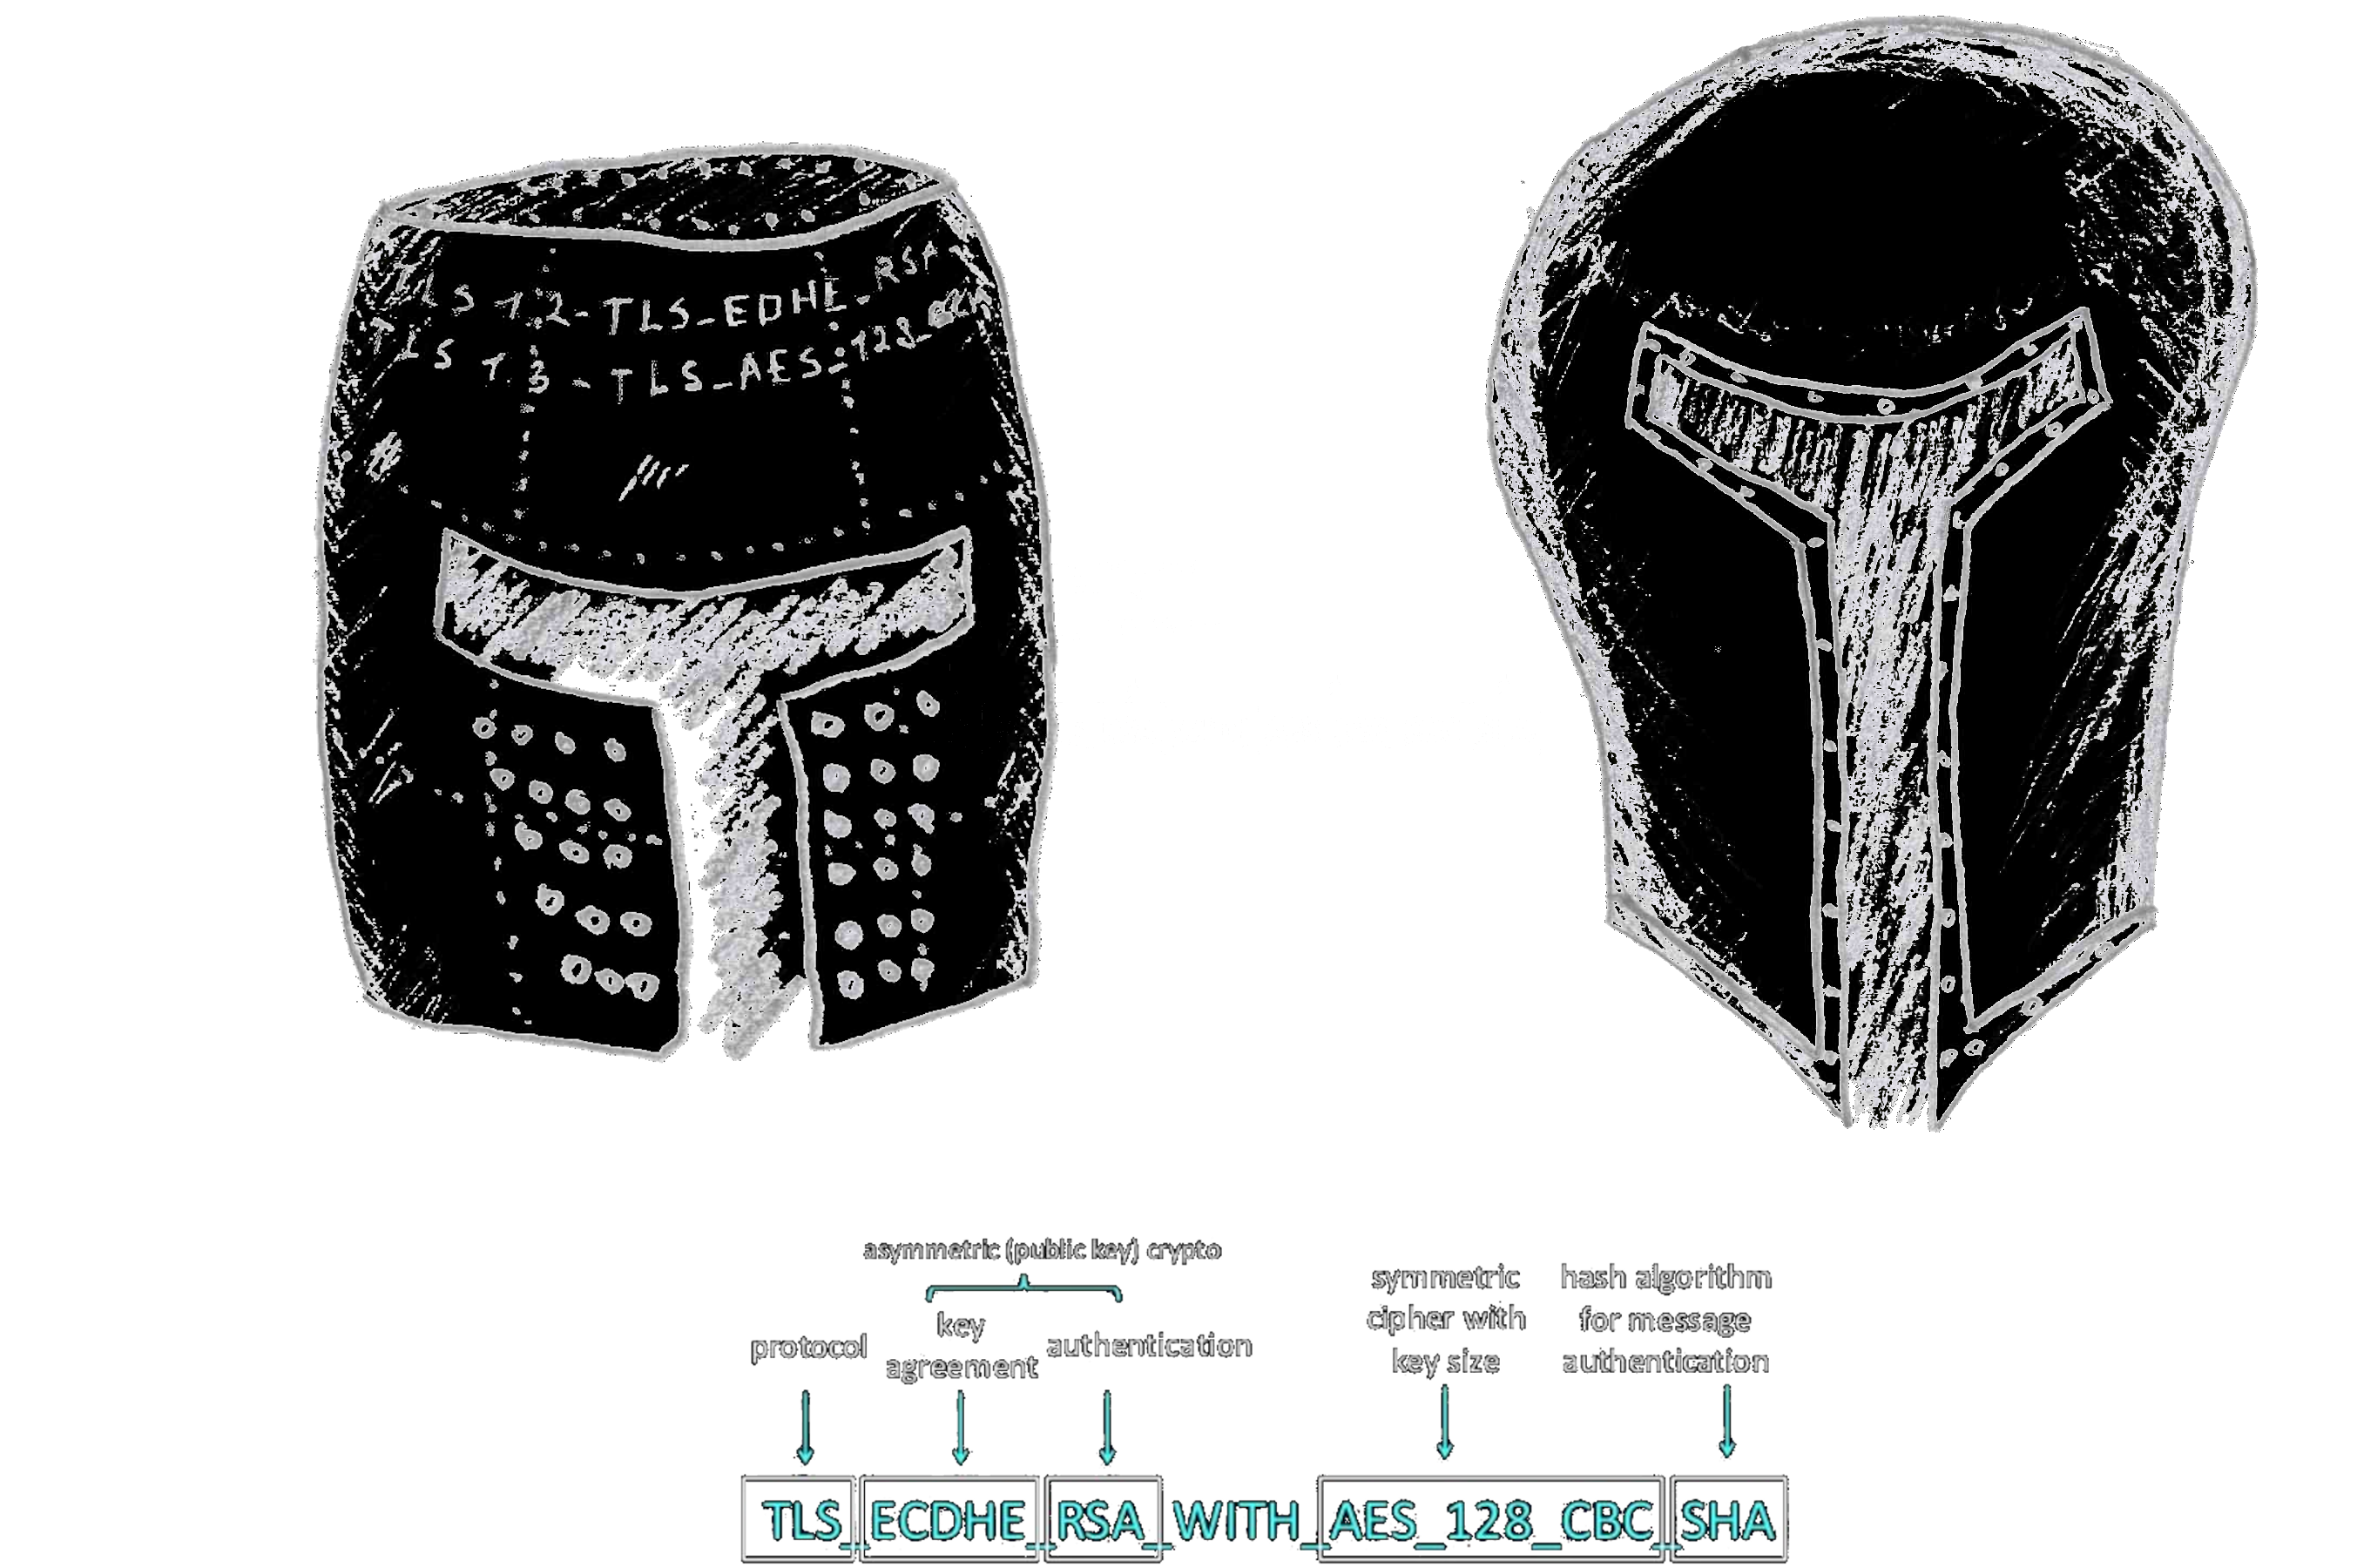 TLS 1.2-TLS_EDHE_RSA
TLS 1.3-TLS_AES_128_
asymmetric (public key) crypto
protocol
key
agreement
authentication
symmetric
cipher with
key size
hash algorithm
for message
authentication
TLS_ECDHE_RSA_WITH_AES_128_CBC_SHA